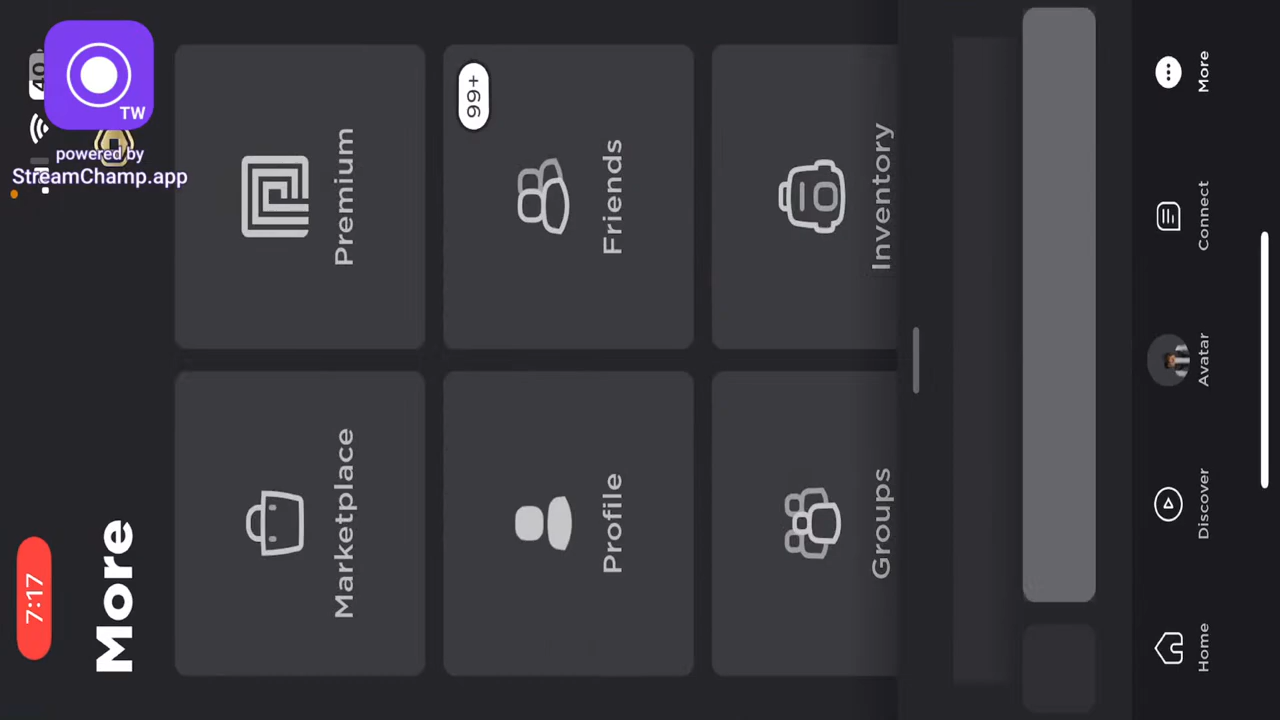 TW
powered by
StreamChamp.app
7:17
40
More
Marketplace
Premium
Profile
99+
Friends
Groups
Inventory
Home
Discover
Avatar
Connect
More